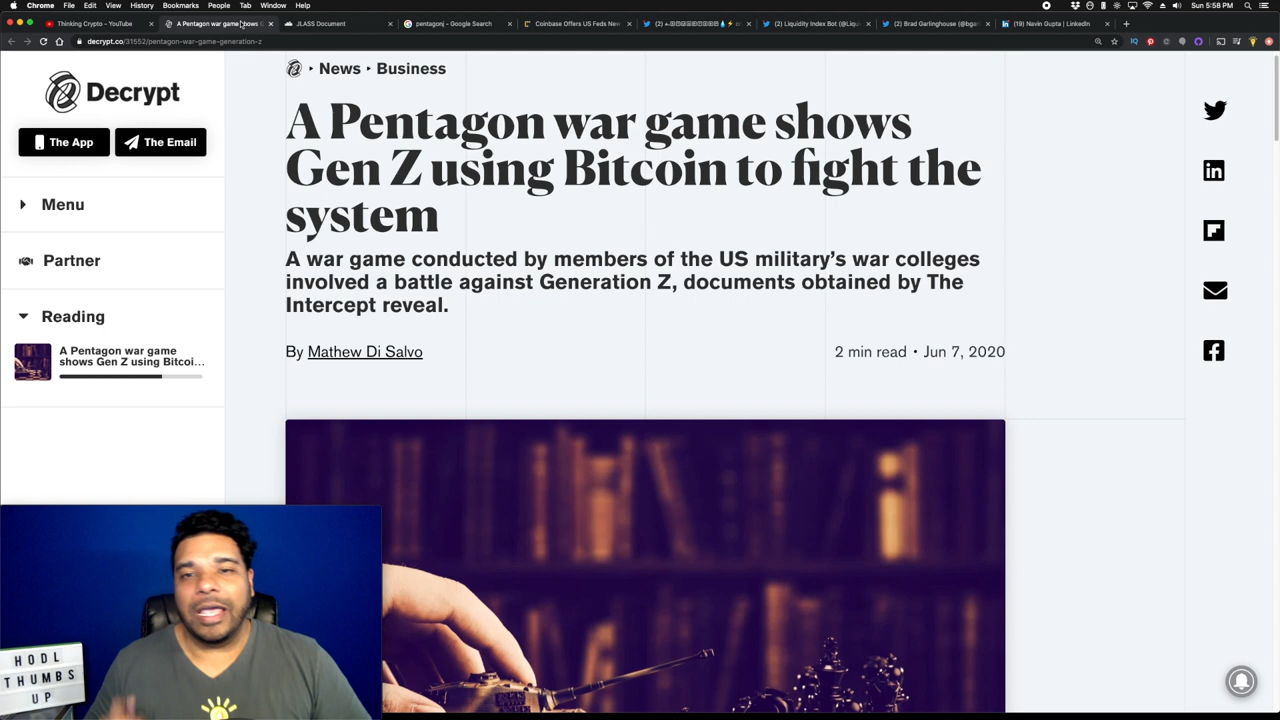 Chrome File Edit View History Bookmarks People Tab Window Help
Sun 5:58 PM
Thinking Crypto - YouTube
A Pentagon war game shows G
JLASS Document
pentagonj - Google Search
Coinbase Offers US Feds New
(2) Liquidity Index Bot (@Liqu
(2) Brad Garlinghouse (@bga
(19) Navin Gupta | LinkedIn
decrypt.co/31552/pentagon-war-game-generation-z
Decrypt
The App
The Email
Menu
Partner
Reading
A Pentagon war game
shows Gen Z using Bitcoi...
News
Business
A Pentagon war game shows
Gen Z using Bitcoin to fight the
system
A war game conducted by members of the US military's war colleges
involved a battle against Generation Z, documents obtained by The
Intercept reveal.
By Mathew Di Salvo
2 min read • Jun 7, 2020
HODL
THUMBS
UP